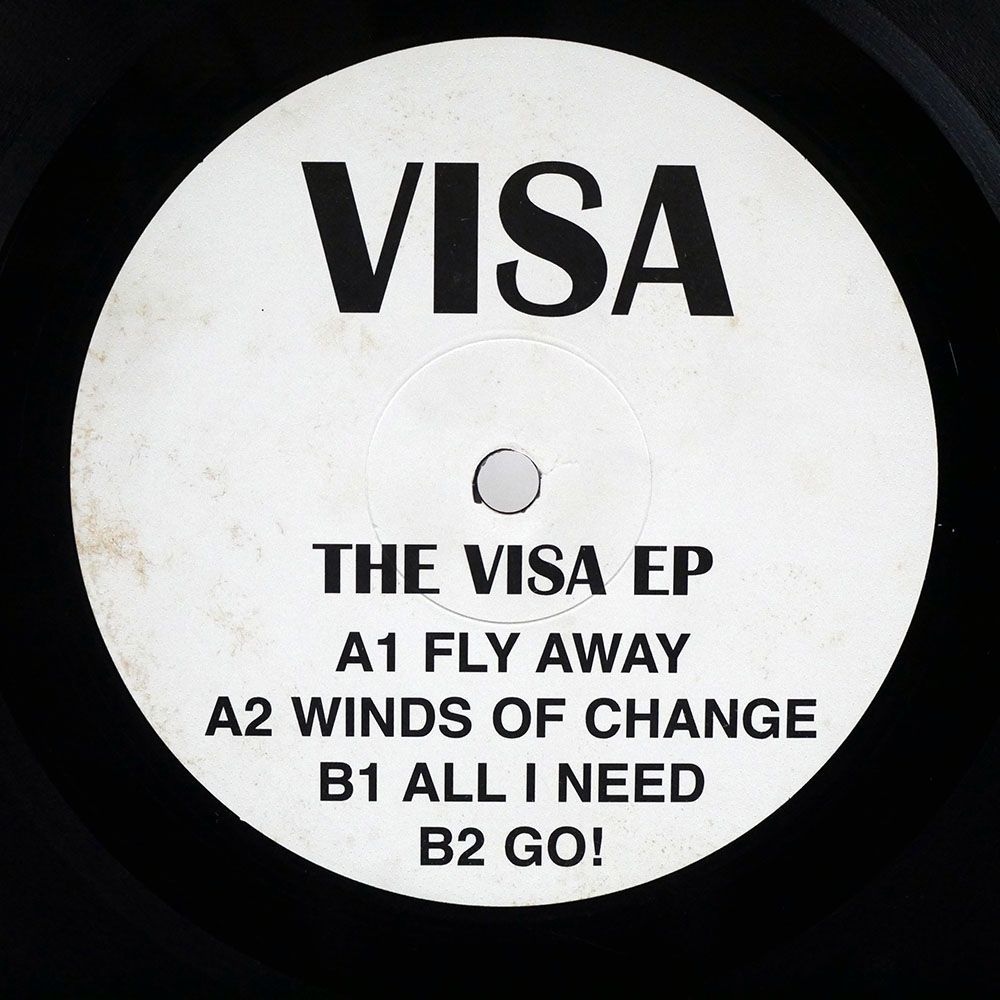 VISA
THE VISA EP
A1 FLY AWAY
A2 WINDS OF CHANGE
B1 ALL I NEED
B2 GO!